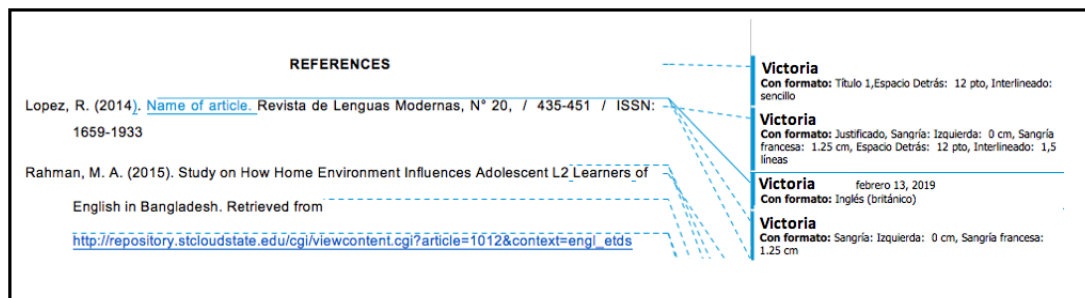 REFERENCES
Lopez, R. (2014). Name of article. Revista de Lenguas Modernas, N° 20, / 435-451 / ISSN:
1659-1933
Rahman, M. A. (2015). Study on How Home Environment Influences Adolescent L2 Learners of
English in Bangladesh. Retrieved from
http://repository.stcloudstate.edu/cgi/viewcontent.cgi?article=1012&context=engl_etds
Victoria
Con formato: Título 1,Espacio Detrás: 12 pto, Interlineado:
sencillo
Victoria
Con formato: Justificado, Sangría: Izquierda: 0 cm, Sangría
francesa: 1.25 cm, Espacio Detrás: 12 pto, Interlineado: 1,5
líneas
Victoria febrero 13, 2019
Con formato: Inglés (británico)
Victoria
Con formato: Sangría: Izquierda: 0 cm, Sangría francesa:
1.25 cm